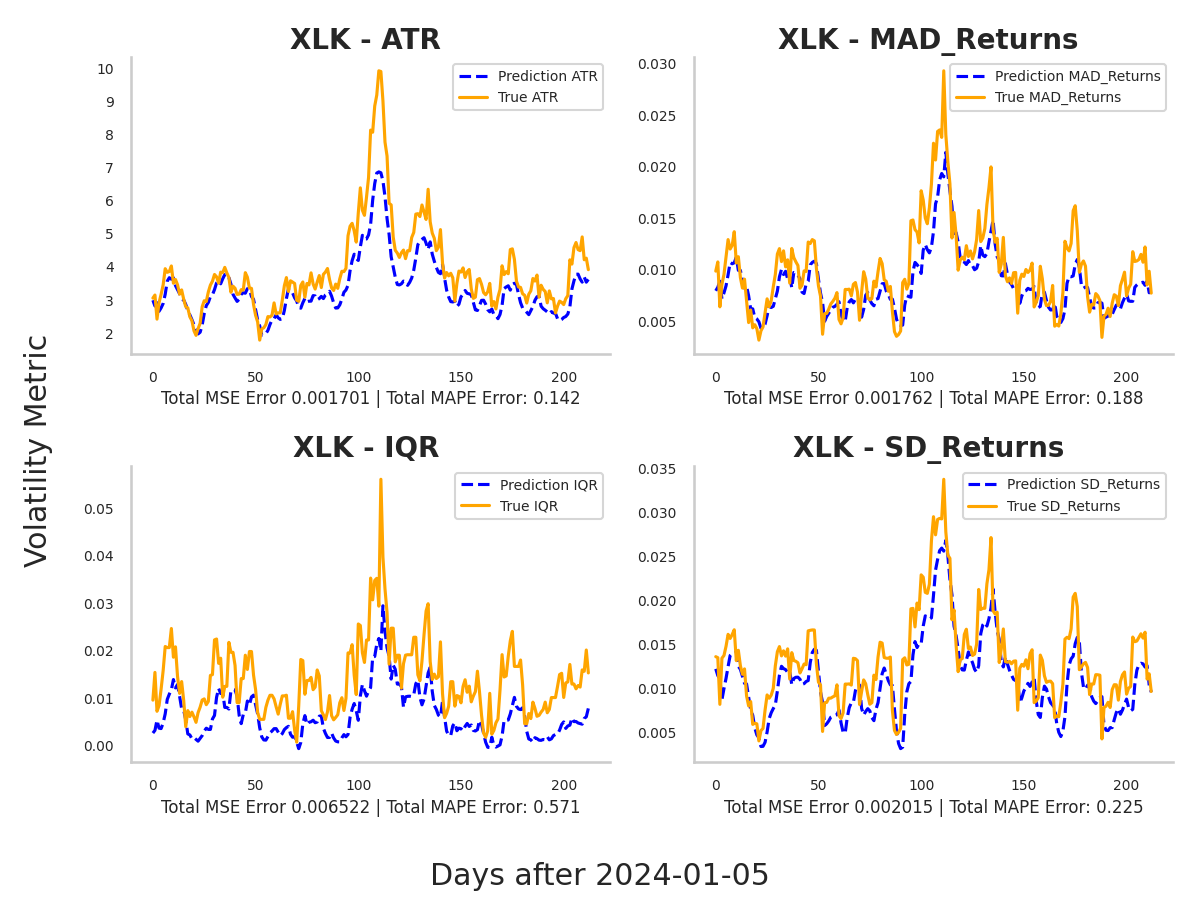 XLK - ATR
10
9
8
7
6
5
4
3
2
0 50 100 150 200
Prediction ATR
True ATR
Total MSE Error 0.001701 | Total MAPE Error: 0.142
XLK - MAD_Returns
0.030
0.025
0.020
0.015
0.010
0.005
0 50 100 150 200
Prediction MAD_Returns
True MAD_Returns
Total MSE Error 0.001762 | Total MAPE Error: 0.188
Volatility Metric
XLK - IQR
0.05
0.04
0.03
0.02
0.01
0.00
0 50 100 150 200
Prediction IQR
True IQR
Total MSE Error 0.006522 | Total MAPE Error: 0.571
XLK - SD_Returns
0.035
0.030
0.025
0.020
0.015
0.010
0.005
0 50 100 150 200
Prediction SD_Returns
True SD_Returns
Total MSE Error 0.002015 | Total MAPE Error: 0.225
Days after 2024-01-05